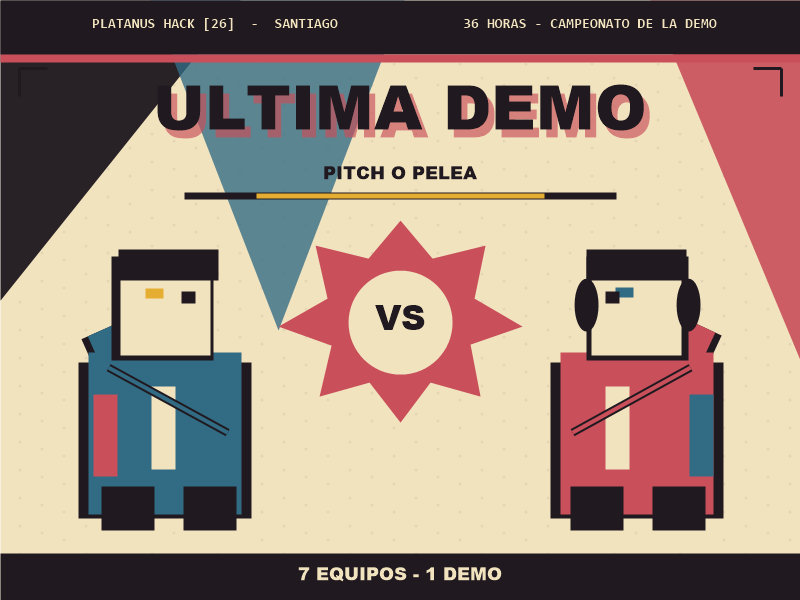 PLATANUS HACK [26]  -  SANTIAGO
36 HORAS - CAMPEONATO DE LA DEMO
ULTIMA DEMO
PITCH O PELEA
VS
7 EQUIPOS - 1 DEMO